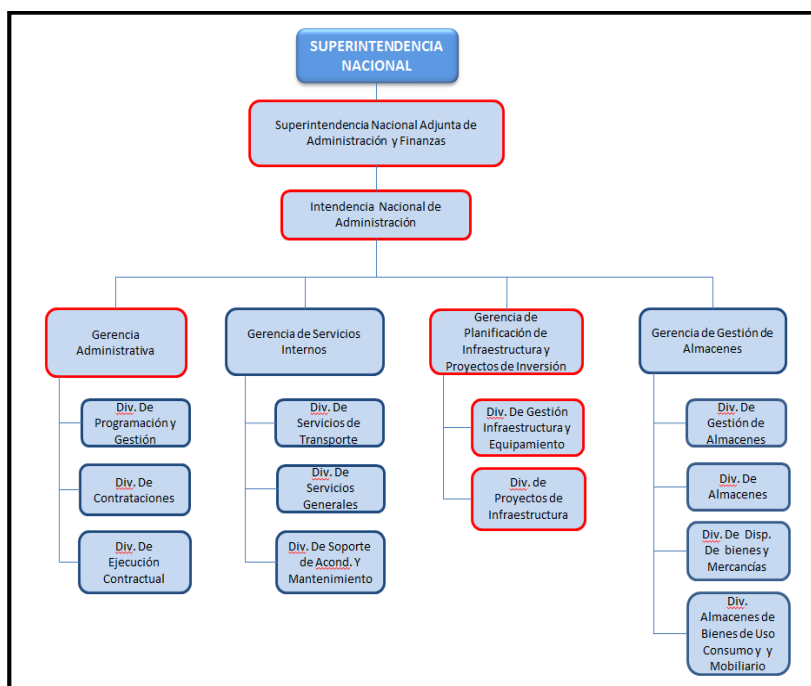 SUPERINTENDENCIA
NACIONAL
Superintendencia Nacional Adjunta de
Administración y Finanzas
Intendencia Nacional de
Administración
Gerencia
Administrativa
Div. De
Programación y
Gestión
Div. De
Contrataciones
Div. De
Ejecución
Contractual
Gerencia de Servicios
Internos
Div. De
Servicios de
Transporte
Div. De
Servicios
Generales
Div. De Soporte
de Acond. Y
Mantenimiento
Gerencia de
Planificación de
Infraestructura y
Proyectos de Inversión
Div. De Gestión
Infraestructura y
Equipamiento
Div. de
Proyectos de
Infraestructura
Gerencia de Gestión de
Almacenes
Div. De
Gestión de
Almacenes
Div. De
Almacenes
Div. De Disp.
De bienes y
Mercancías
Div.
Almacenes de
Bienes de Uso
Consumo y y
Mobiliario